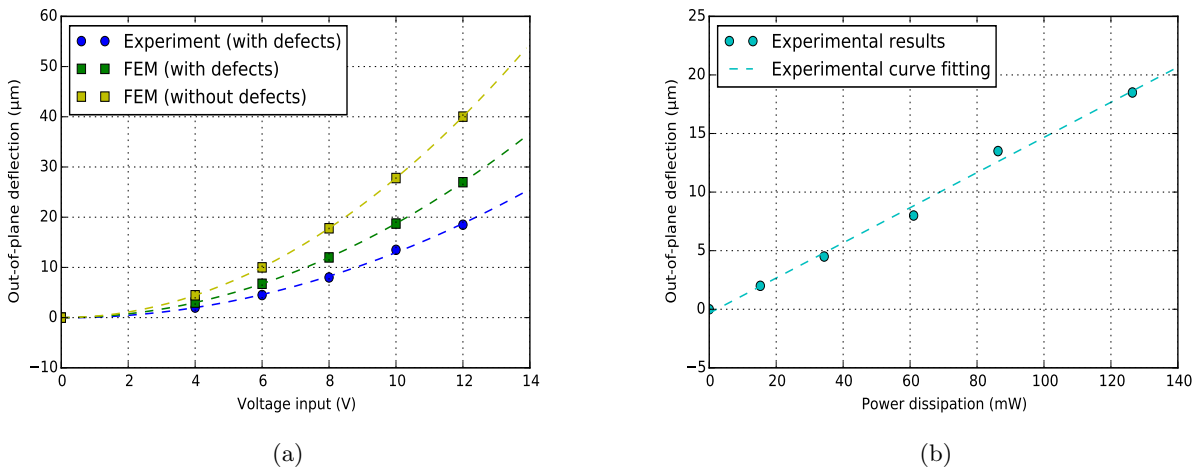 60
50
40
30
20
10
0
−10
Out-of-plane deflection (μm)
Experiment (with defects)
FEM (with defects)
FEM (without defects)
0 2 4 6 8 10 12 14
Voltage input (V)
(a)
25
20
15
10
5
0
−5
Out-of-plane deflection (μm)
Experimental results
Experimental curve fitting
0 20 40 60 80 100 120 140
Power dissipation (mW)
(b)